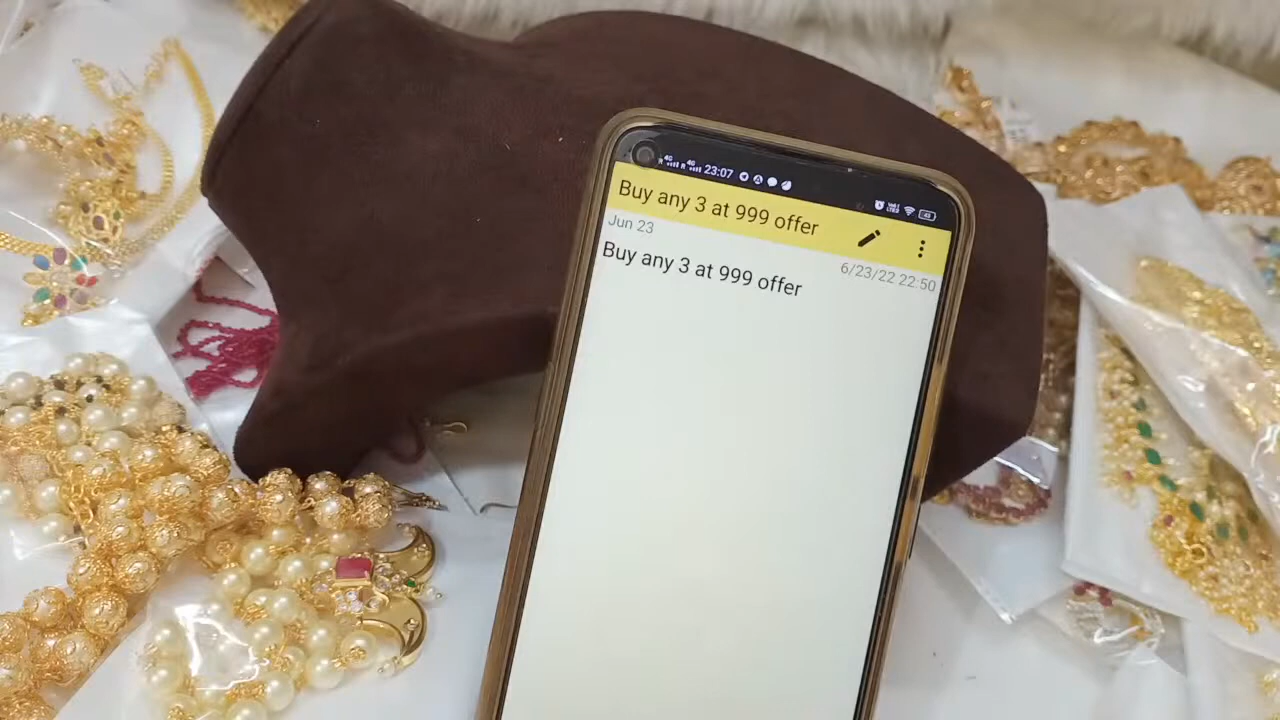 23:07
Buy any 3 at 999 offer
Jun 23
6/23/22 22:50
Buy any 3 at 999 offer